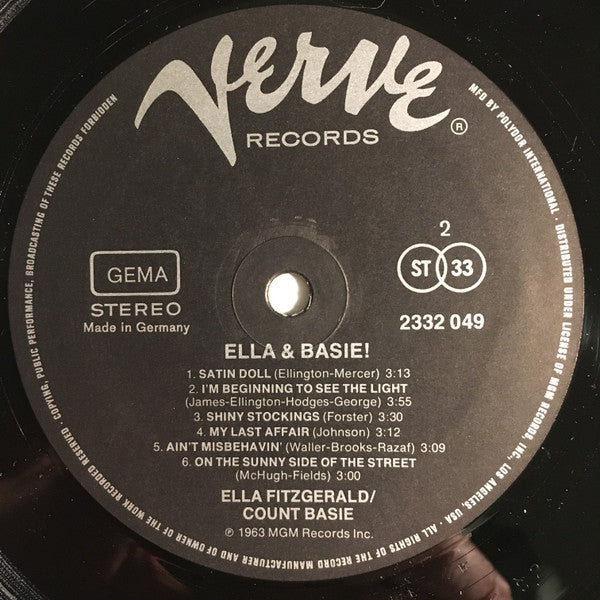 Verve
RECORDS
®
GEMA
STEREO
Made in Germany
2
ST 33
2332 049
ELLA & BASIE!
1. SATIN DOLL (Ellington-Mercer) 3:13
2. I'M BEGINNING TO SEE THE LIGHT
(James-Ellington-Hodges-George) 3:55
3. SHINY STOCKINGS (Forster) 3:30
4. MY LAST AFFAIR (Johnson) 3:12
5. AIN'T MISBEHAVIN' (Waller-Brooks-Razaf) 3:09
6. ON THE SUNNY SIDE OF THE STREET
(McHugh-Fields) 3:00
ELLA FITZGERALD/
COUNT BASIE
℗ 1963 MGM Records Inc.
MFD BY POLYDOR INTERNATIONAL · DISTRIBUTED UNDER LICENSE OF MGM RECORDS, INC., LOS ANGELES, USA · ALL RIGHTS OF THE RECORD MANUFACTURER AND OF OWNER OF THE WORK RECORDED RESERVED · COPYING, PUBLIC PERFORMANCE, BROADCASTING OF THESE RECORDS FORBIDDEN